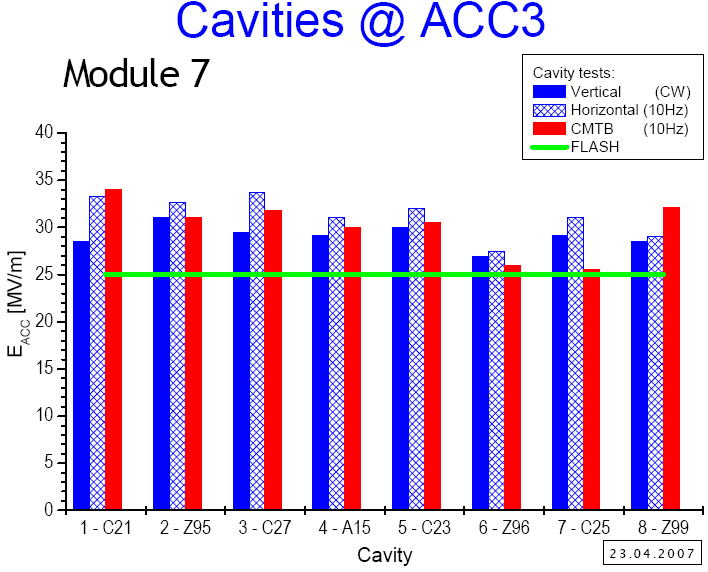 Cavities @ ACC3
Module 7
Cavity tests:
Vertical (CW)
Horizontal (10Hz)
CMTB (10Hz)
FLASH
40
35
30
25
20
15
10
5
0
E_ACC [MV/m]
1 - C21 2 - Z95 3 - C27 4 - A15 5 - C23 6 - Z96 7 - C25 8 - Z99
Cavity
23.04.2007